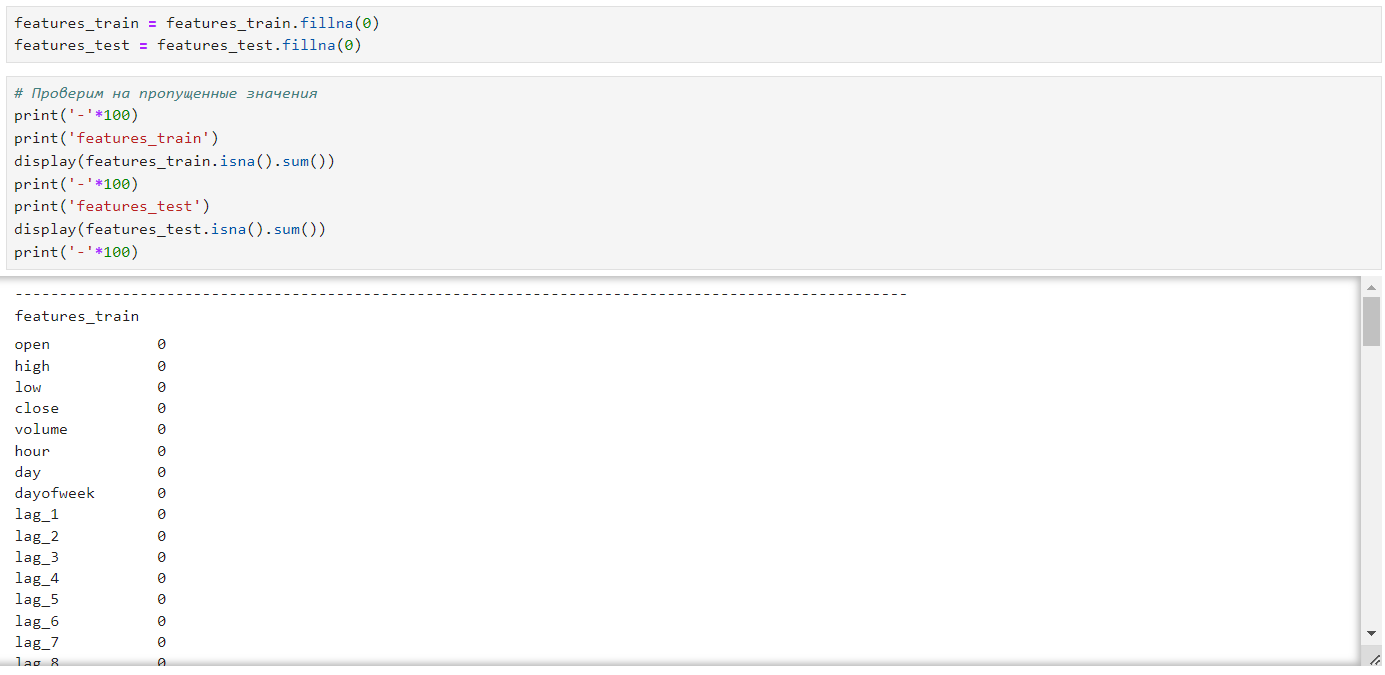 features_train = features_train.fillna(0)
features_test = features_test.fillna(0)
# Проверим на пропущенные значения
print('-'*100)
print('features_train')
display(features_train.isna().sum())
print('-'*100)
print('features_test')
display(features_test.isna().sum())
print('-'*100)
----------------------------------------------------------------------------------------------------
features_train
open 0
high 0
low 0
close 0
volume 0
hour 0
day 0
dayofweek 0
lag_1 0
lag_2 0
lag_3 0
lag_4 0
lag_5 0
lag_6 0
lag_7 0
lag_8 0